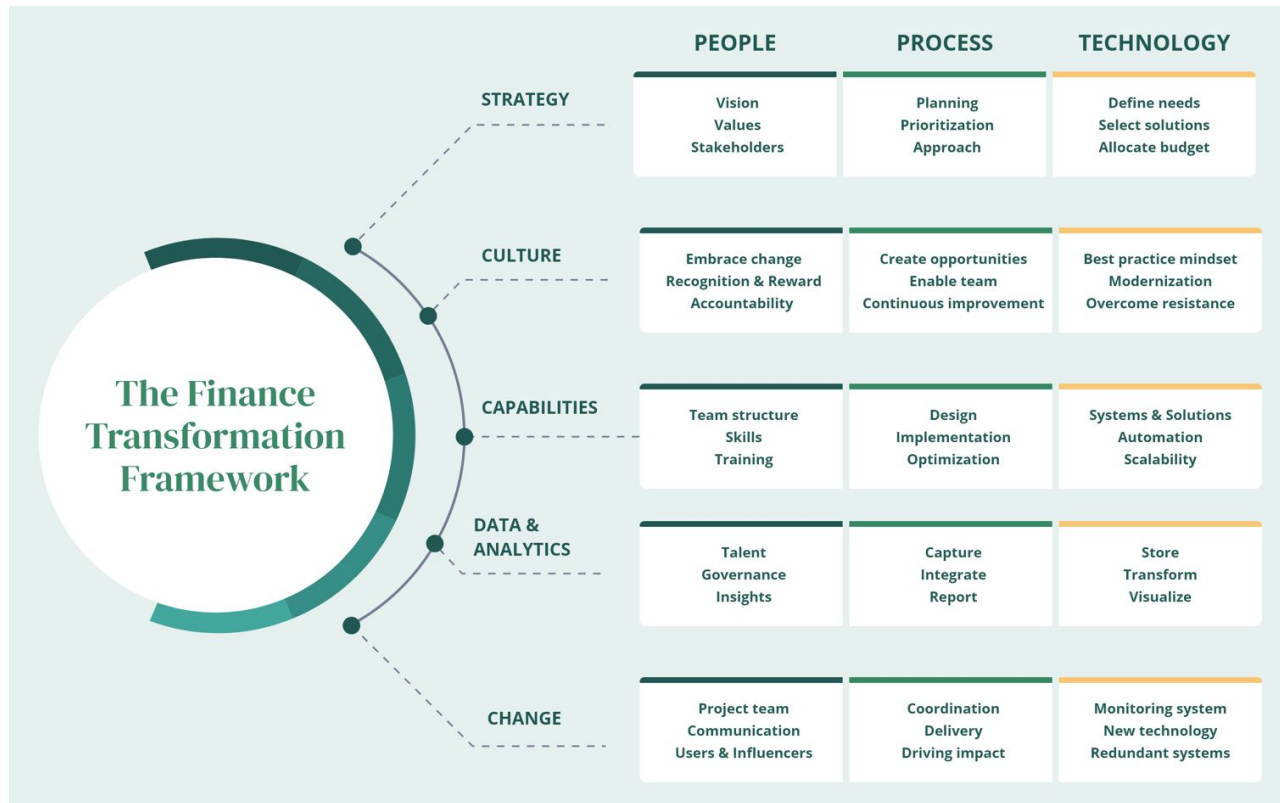 The Finance
Transformation
Framework
PEOPLE
PROCESS
TECHNOLOGY
STRATEGY
Vision
Values
Stakeholders
Planning
Prioritization
Approach
Define needs
Select solutions
Allocate budget
CULTURE
Embrace change
Recognition & Reward
Accountability
Create opportunities
Enable team
Continuous improvement
Best practice mindset
Modernization
Overcome resistance
CAPABILITIES
Team structure
Skills
Training
Design
Implementation
Optimization
Systems & Solutions
Automation
Scalability
DATA &
ANALYTICS
Talent
Governance
Insights
Capture
Integrate
Report
Store
Transform
Visualize
CHANGE
Project team
Communication
Users & Influencers
Coordination
Delivery
Driving impact
Monitoring system
New technology
Redundant systems